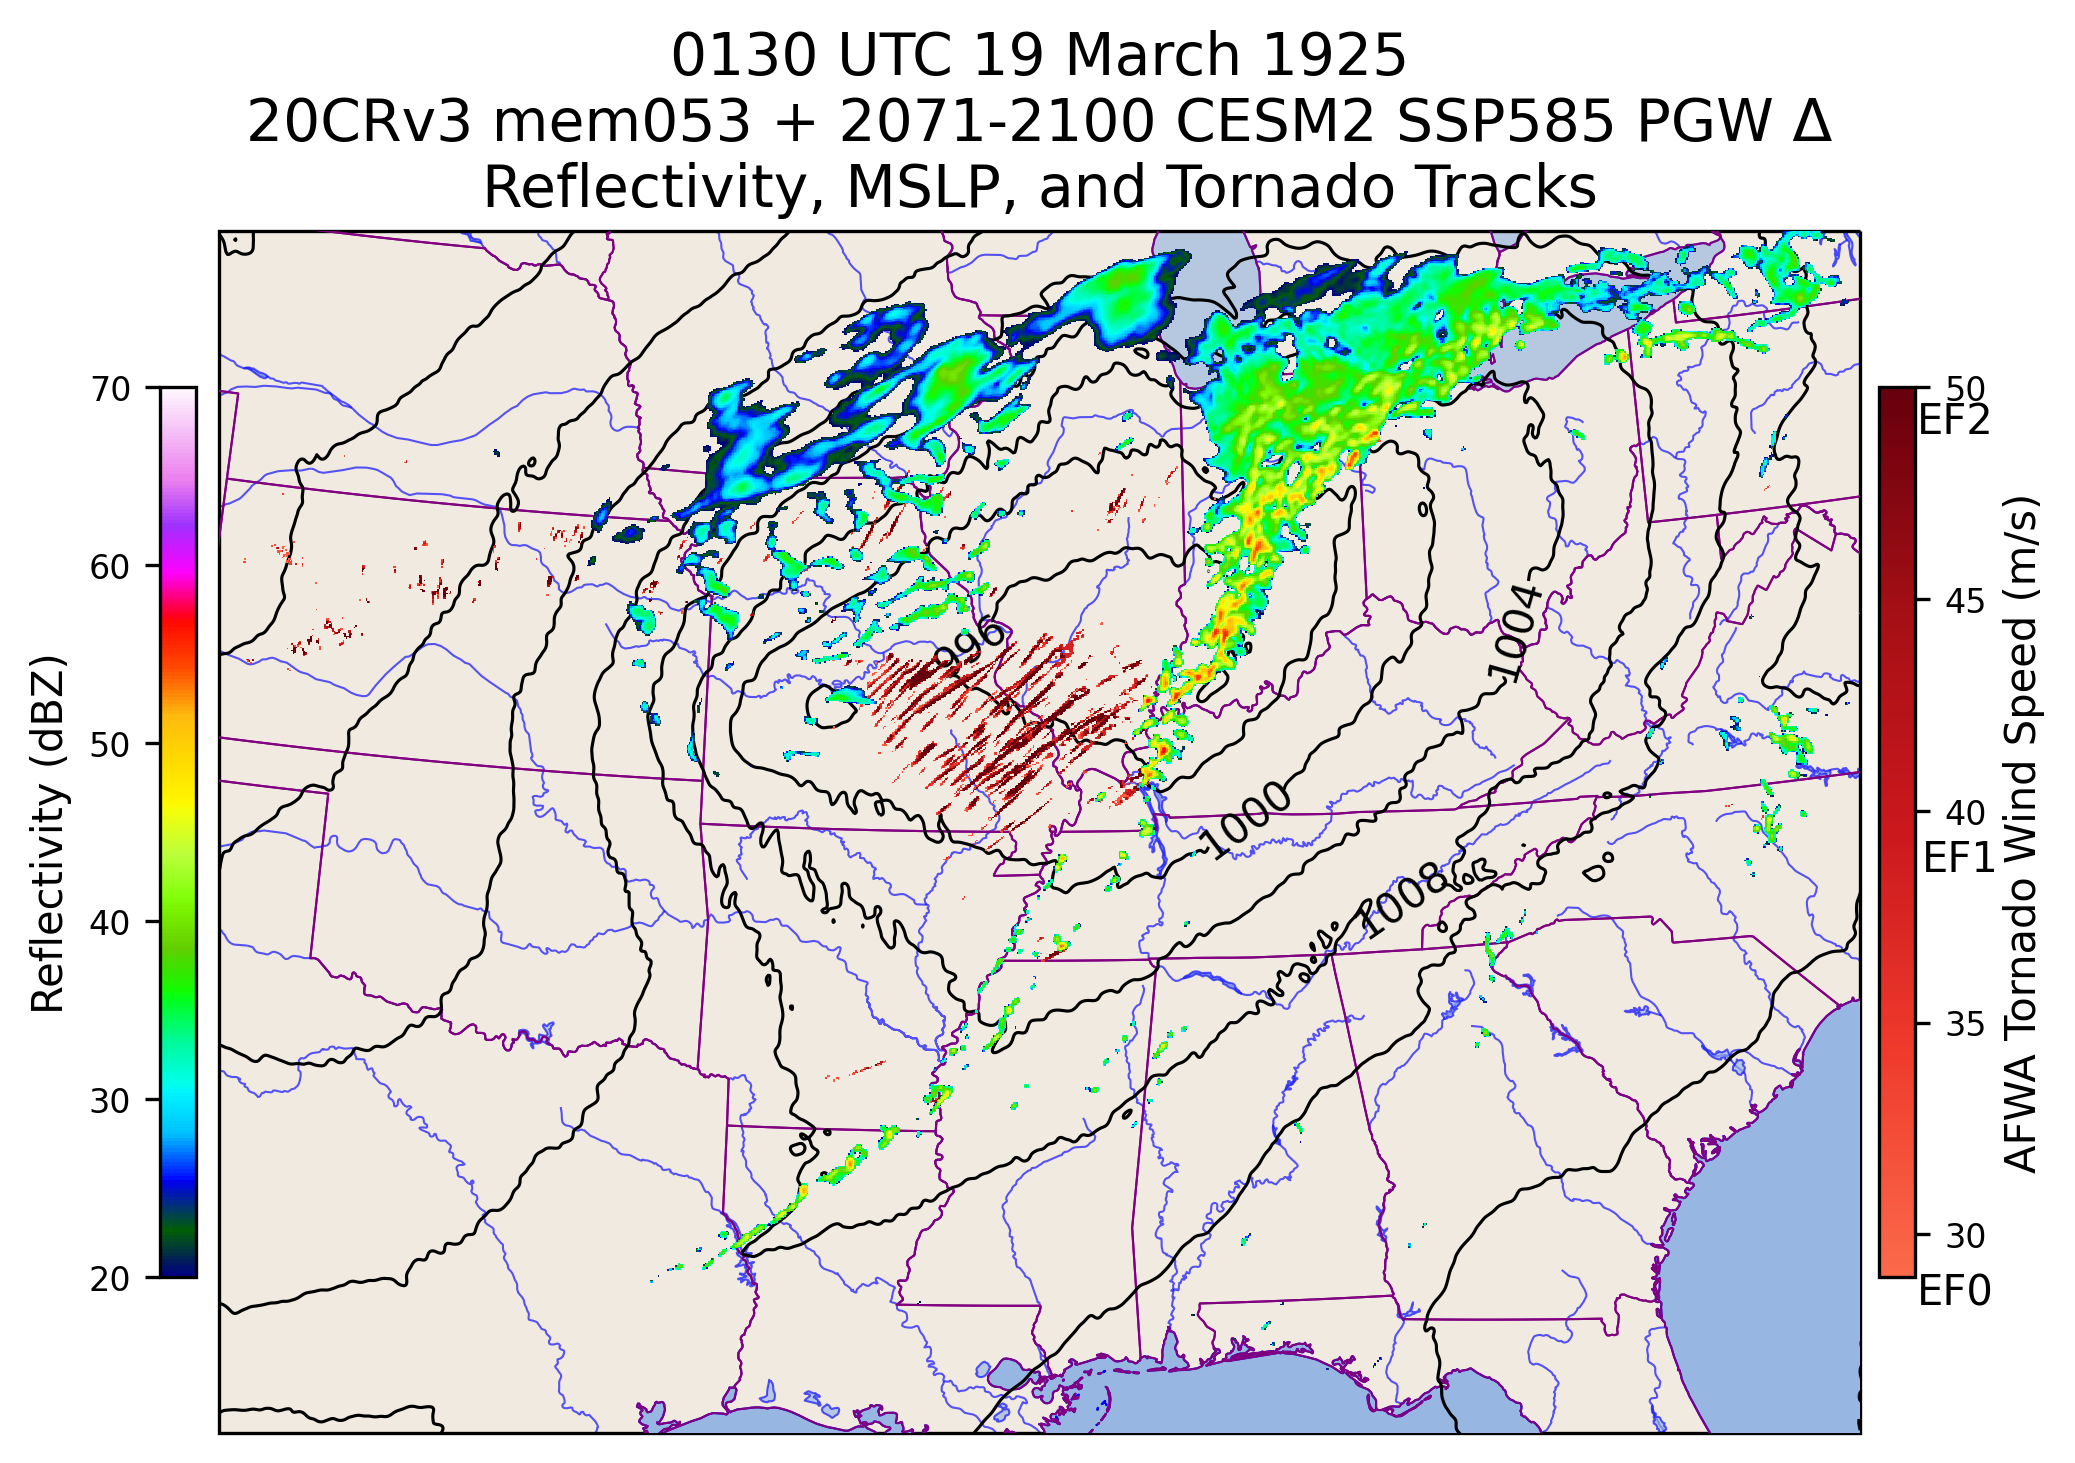 0130 UTC 19 March 1925
20CRv3 mem053 + 2071-2100 CESM2 SSP585 PGW Δ
Reflectivity, MSLP, and Tornado Tracks
Reflectivity (dBZ)
70
60
50
40
30
20
996
1004
1000
1008
50
EF2
45
40
EF1
35
30
EF0
AFWA Tornado Wind Speed (m/s)